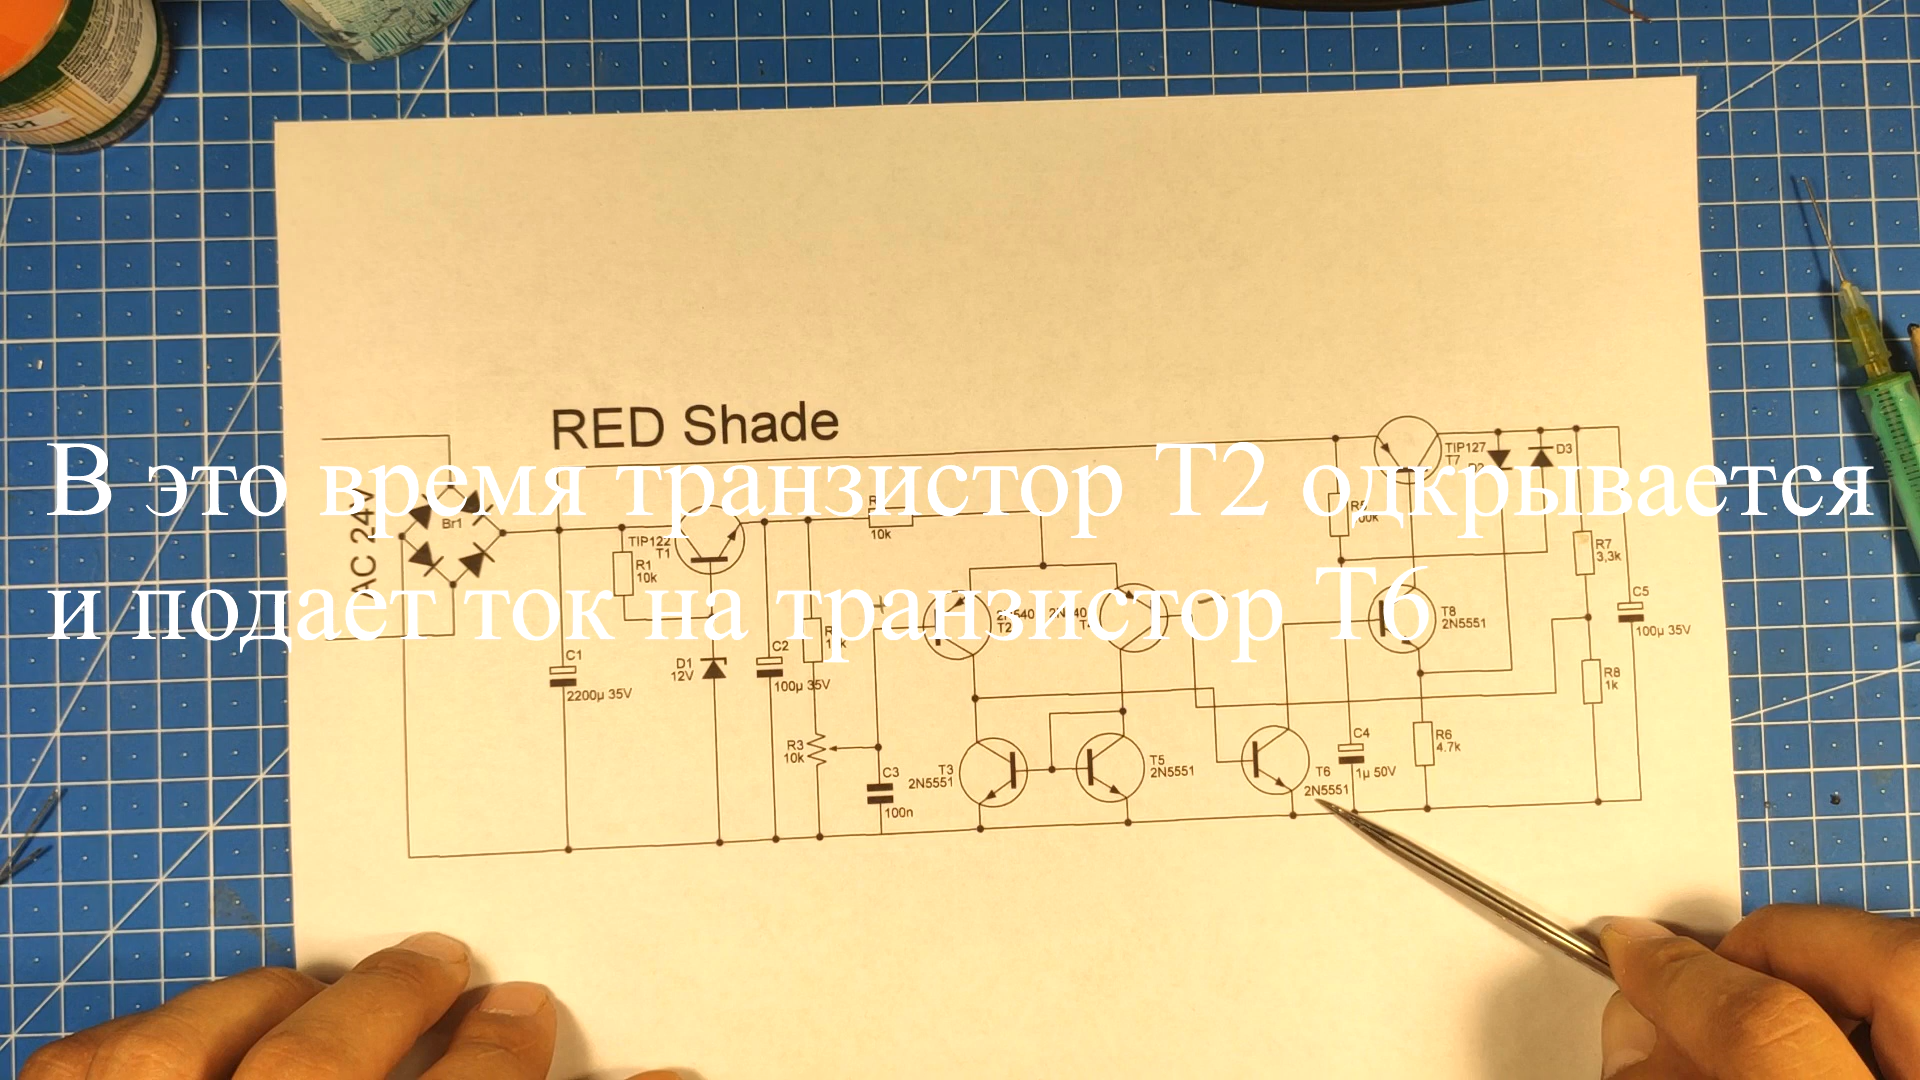 RED Shade
В это время транзистор Т2 одкрывается
и подает ток на транзистор Т6
AC 24V
Br1
TIP122
T1
R1
10k
10k
D1
12V
C1
2200µ 35V
C2
100µ 35V
R3
10k
C3
100n
T2
T3
2N5551
T5
2N5551
T6
2N5551
TIP127
T7
D3
T8
2N5551
C4
1µ 50V
R6
4.7k
R7
3,3k
R8
1k
C5
100µ 35V